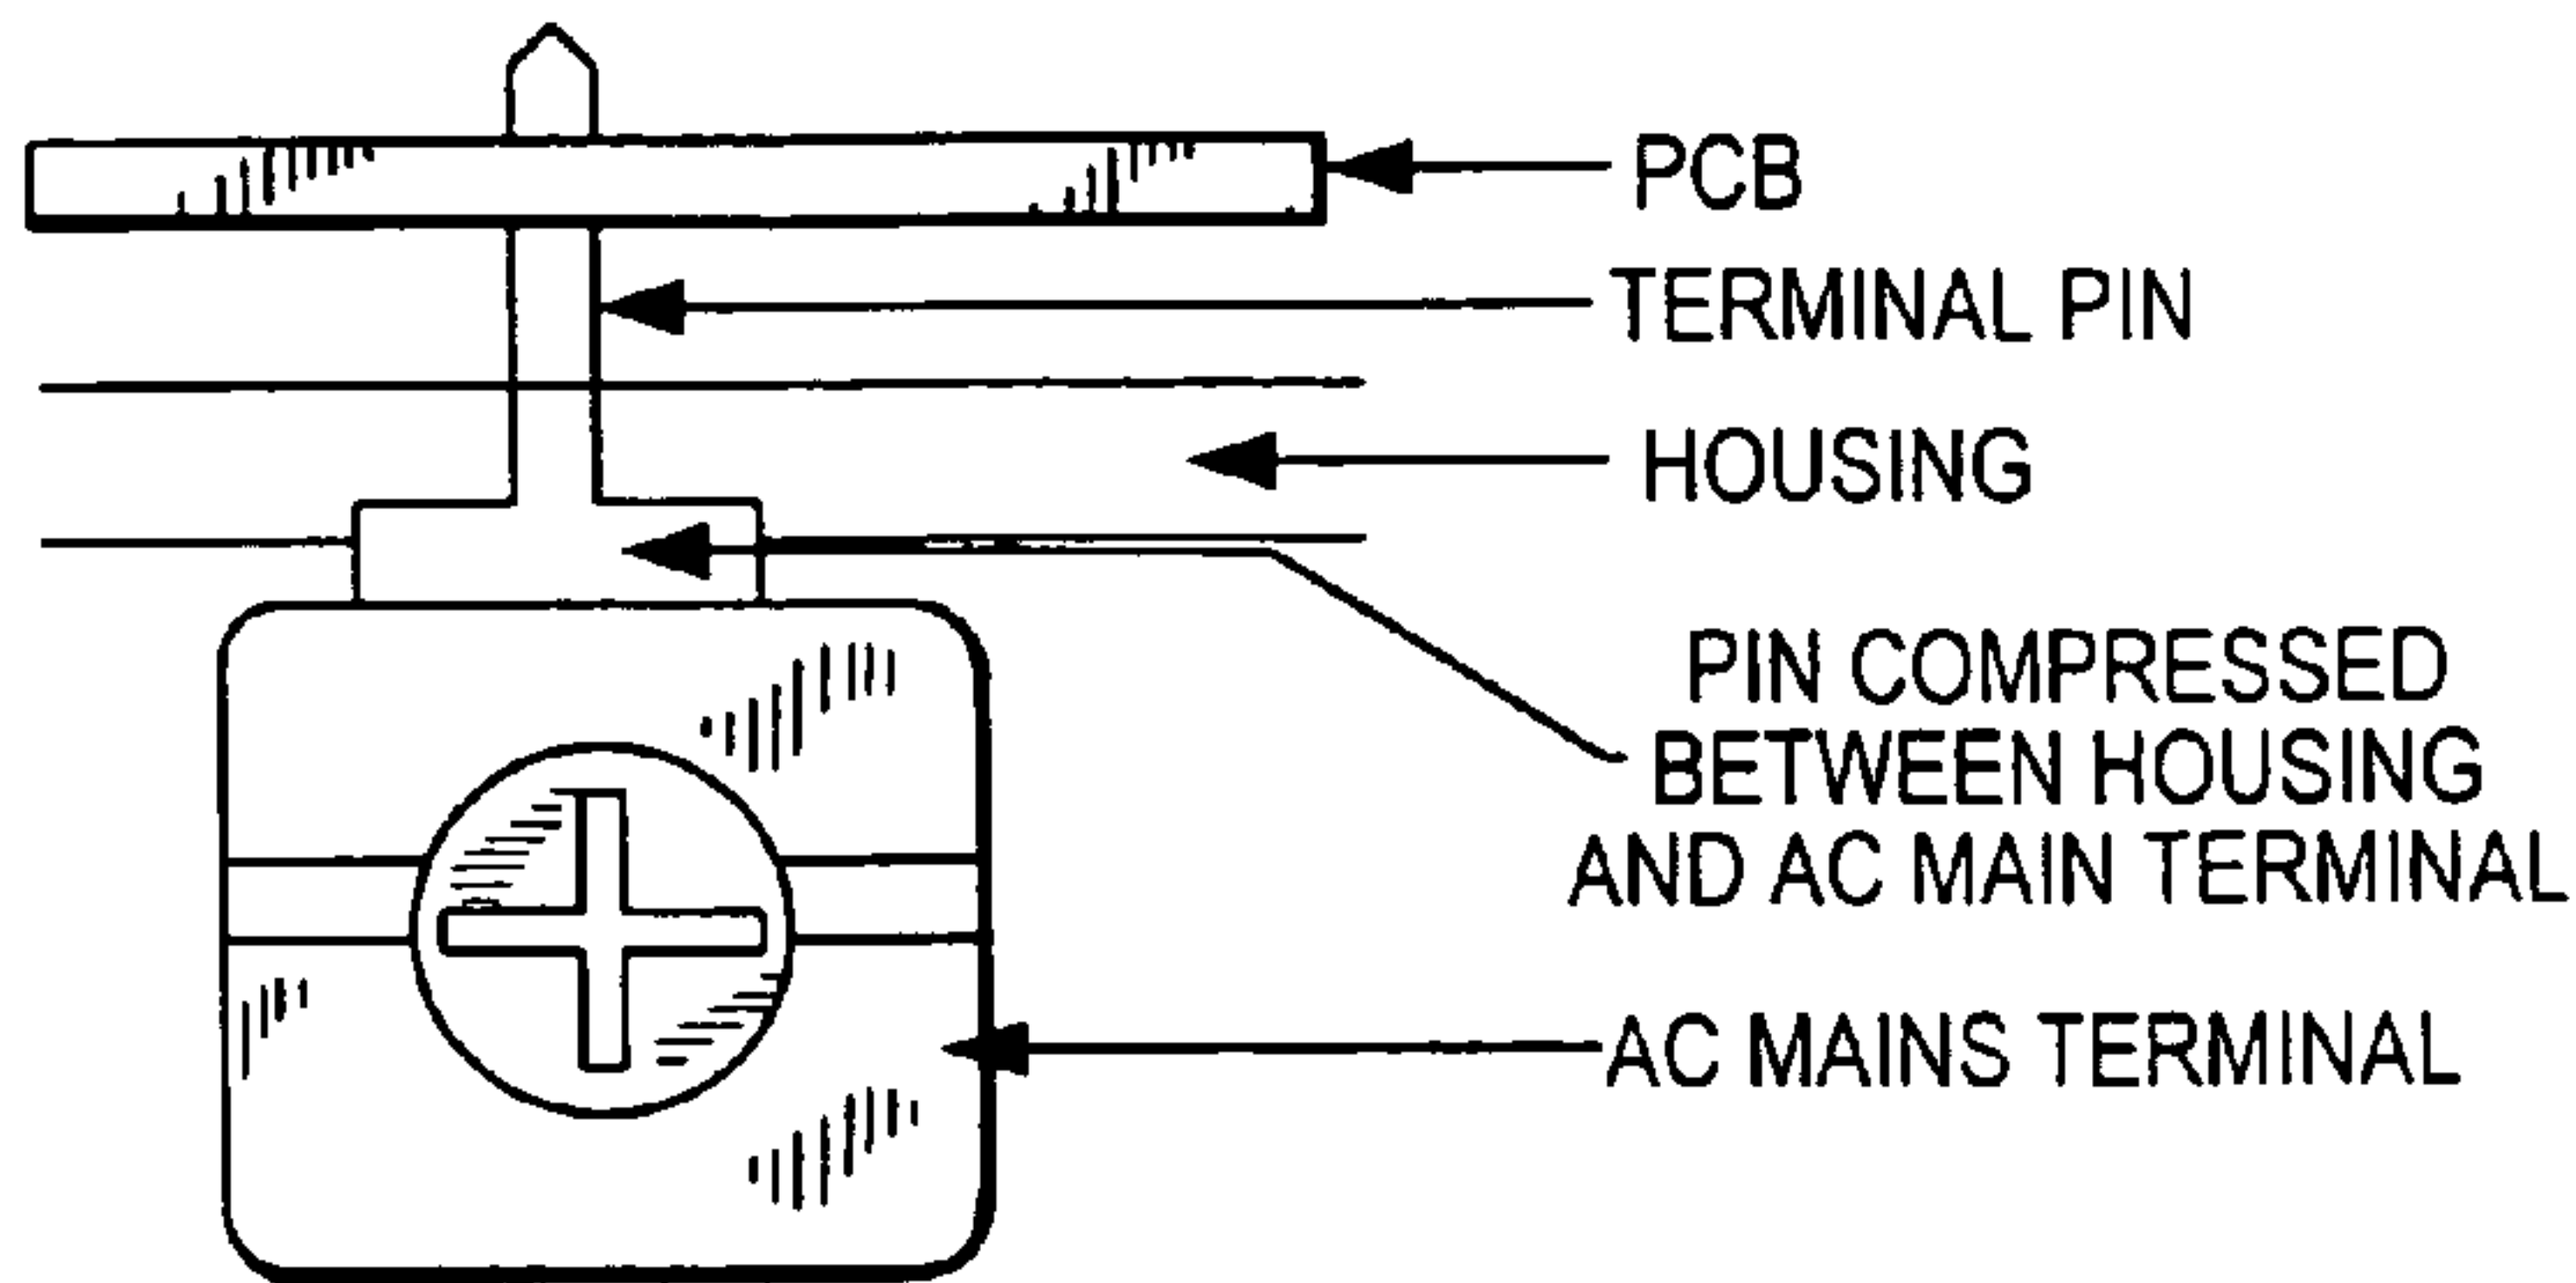 PCB
TERMINAL PIN
HOUSING
PIN COMPRESSED
BETWEEN HOUSING
AND AC MAIN TERMINAL
AC MAINS TERMINAL